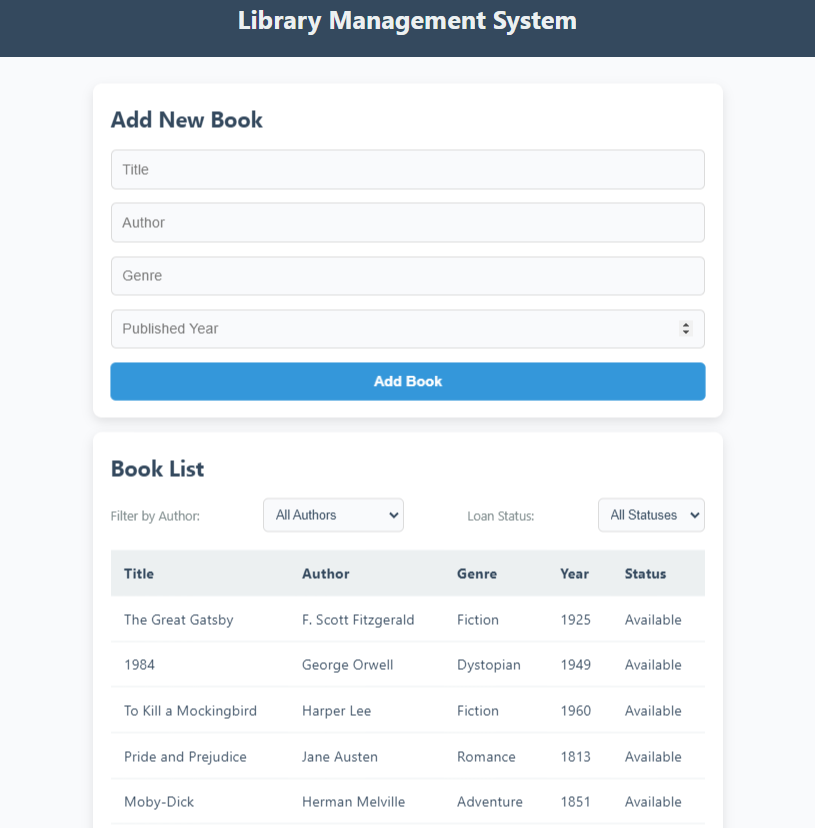 Library Management System
Add New Book
Title
Author
Genre
Published Year
Add Book
Book List
Filter by Author: All Authors Loan Status: All Statuses
Title Author Genre Year Status
The Great Gatsby F. Scott Fitzgerald Fiction 1925 Available
1984 George Orwell Dystopian 1949 Available
To Kill a Mockingbird Harper Lee Fiction 1960 Available
Pride and Prejudice Jane Austen Romance 1813 Available
Moby-Dick Herman Melville Adventure 1851 Available